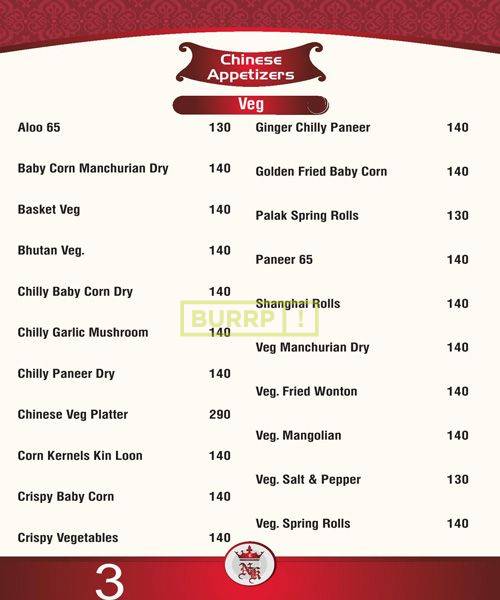 Chinese
Appetizers
Veg
Aloo 65 130
Baby Corn Manchurian Dry 140
Basket Veg 140
Bhutan Veg. 140
Chilly Baby Corn Dry 140
Chilly Garlic Mushroom 140
Chilly Paneer Dry 140
Chinese Veg Platter 290
Corn Kernels Kin Loon 140
Crispy Baby Corn 140
Crispy Vegetables 140
Ginger Chilly Paneer 140
Golden Fried Baby Corn 140
Palak Spring Rolls 130
Paneer 65 140
Shanghai Rolls 140
Veg Manchurian Dry 140
Veg. Fried Wonton 140
Veg. Mangolian 140
Veg. Salt & Pepper 130
Veg. Spring Rolls 140
BURRP!
NK
3